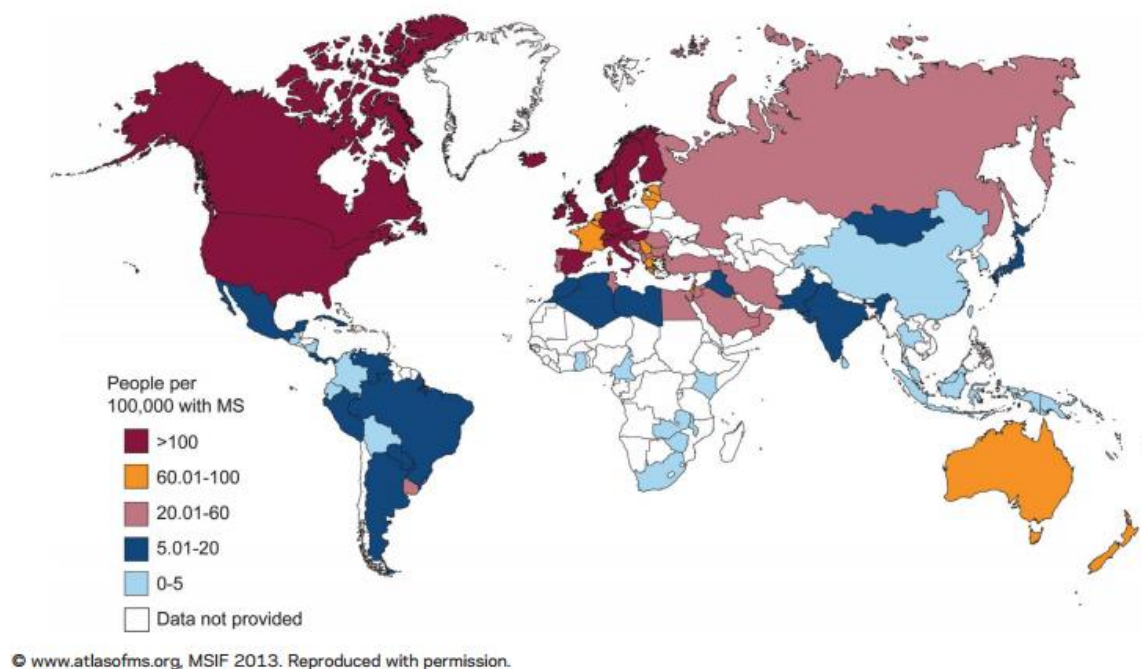 People per
100,000 with MS
>100
60.01-100
20.01-60
5.01-20
0-5
Data not provided
© www.atlasofms.org, MSIF 2013. Reproduced with permission.